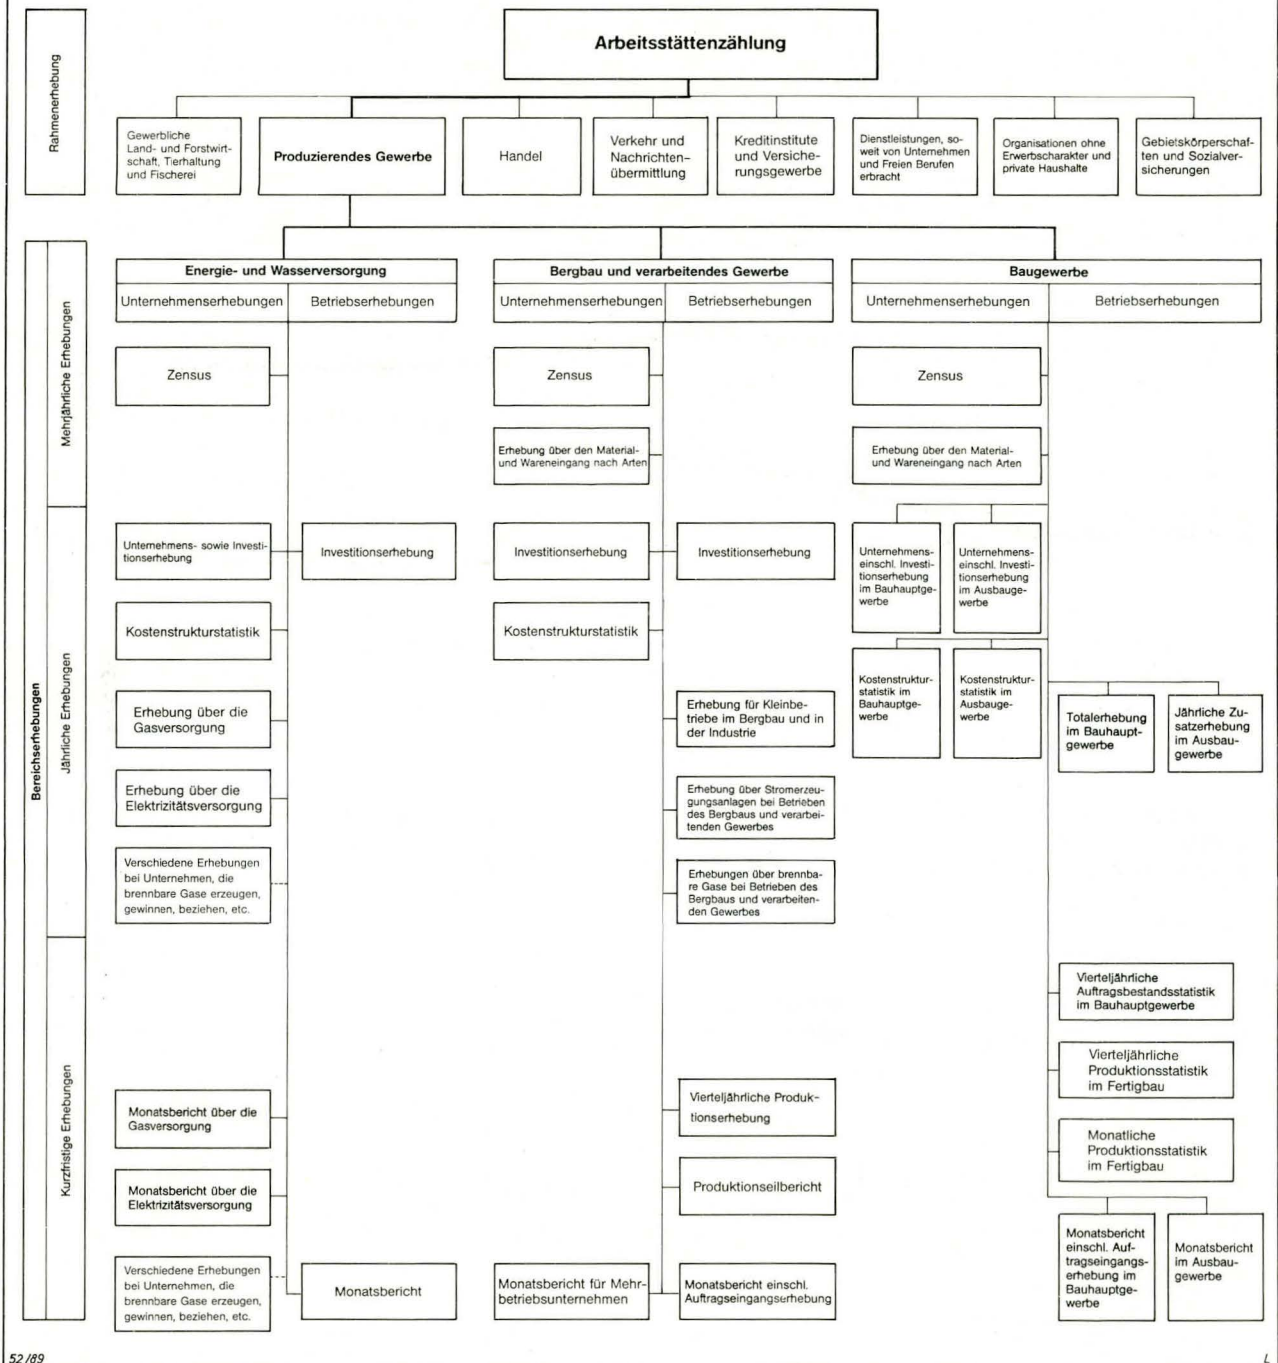 Arbeitsstättenzählung
Rahmenerhebung
Gewerbliche
Land- und Forstwirt-
schaft, Tierhaltung
und Fischerei
Produzierendes Gewerbe
Handel
Verkehr und
Nachrichten-
übermittlung
Kreditinstitute
und Versiche-
rungsgewerbe
Dienstleistungen, so-
weit von Unternehmen
und Freien Berufen
erbracht
Organisationen ohne
Erwerbscharakter und
private Haushalte
Gebietskörperschaf-
ten und Sozialver-
sicherungen
Bereichserhebungen
Mehrjährliche Erhebungen
Energie- und Wasserversorgung
Unternehmenserhebungen
Betriebserhebungen
Bergbau und verarbeitendes Gewerbe
Unternehmenserhebungen
Betriebserhebungen
Baugewerbe
Unternehmenserhebungen
Betriebserhebungen
Zensus
Zensus
Zensus
Erhebung über den Material-
und Wareneingang nach Arten
Erhebung über den Material-
und Wareneingang nach Arten
Jährliche Erhebungen
Unternehmens- sowie Investi-
tionserhebung
Investitionserhebung
Investitionserhebung
Investitionserhebung
Unternehmens-
einschl. Investi-
tionserhebung
im Bauhauptge-
werbe
Unternehmens-
einschl. Investi-
tionserhebung
im Ausbauge-
werbe
Kostenstrukturstatistik
Kostenstrukturstatistik
Kostenstruktur-
statistik im
Bauhauptge-
werbe
Kostenstruktur-
statistik im
Ausbauge-
werbe
Erhebung über die
Gasversorgung
Erhebung für Kleinbe-
triebe im Bergbau und in
der Industrie
Totalerhebung
im Bauhaupt-
gewerbe
Jährliche Zu-
satzerhebung
im Ausbau-
gewerbe
Erhebung über die
Elektrizitätsversorgung
Erhebung über Stromerzeu-
gungsanlagen bei Betrieben
des Bergbaus und verarbei-
tenden Gewerbes
Verschiedene Erhebungen
bei Unternehmen, die
brennbare Gase erzeugen,
gewinnen, beziehen, etc.
Erhebungen über brennba-
re Gase bei Betrieben des
Bergbaus und verarbeiten-
den Gewerbes
Kurzfristige Erhebungen
Vierteljährliche
Auftragsbestandsstatistik
im Bauhauptgewerbe
Vierteljährliche
Produktionsstatistik
im Fertigbau
Monatsbericht über die
Gasversorgung
Vierteljährliche Produk-
tionserhebung
Monatliche
Produktionsstatistik
im Fertigbau
Monatsbericht über die
Elektrizitätsversorgung
Produktionseilbericht
Monatsbericht
einschl. Auf-
tragseingangs-
erhebung im
Bauhauptge-
werbe
Monatsbericht
im Ausbau-
gewerbe
Verschiedene Erhebungen
bei Unternehmen, die
brennbare Gase erzeugen,
gewinnen, beziehen, etc.
Monatsbericht
Monatsbericht für Mehr-
betriebsunternehmen
Monatsbericht einschl.
Auftragseingangserhebung
52/89
L